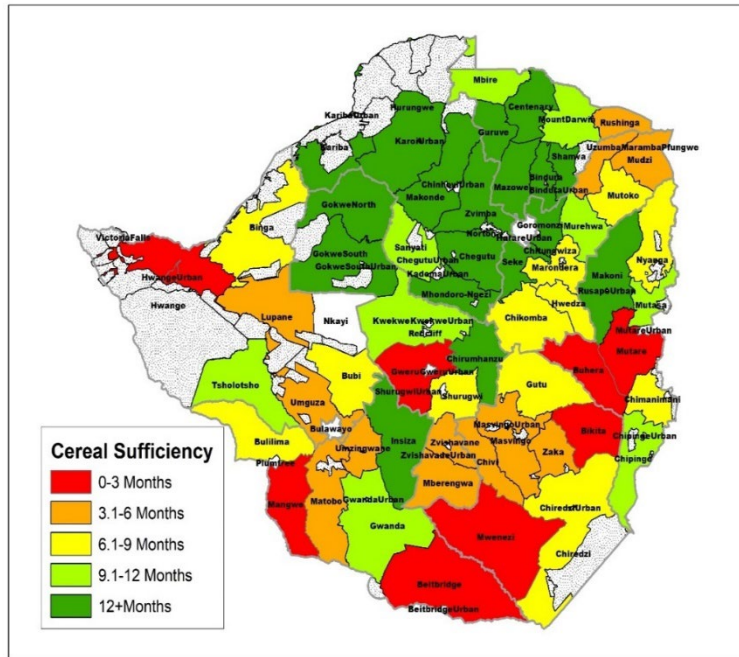 Mbire
KaribaUrban
Hurungwe
Centenary
MountDarwin
Rushinga
Kariba
KaroiUrban
Guruve
Shamva
Uzumba
MarambaPfungwe
Mudzi
ChinhoyiUrban
Mazowe
Bindura
BinduraUrban
Makonde
Mutoko
GokweNorth
Zvimba
Murehwa
Binga
Norton
Goromonzi
HarareUrban
VictoriaFalls
Sanyati
Chegutu
Seke
Chitungwiza
Nyanga
HwangeUrban
GokweSouth
GokweSouthUrban
ChegutuUrban
KadomaUrban
Marondera
Makoni
RusapeUrban
Hwange
Mhondoro-Ngezi
Hwedza
Mutasa
Lupane
Nkayi
Kwekwe
KwekweUrban
Redcliff
Chikomba
MutareUrban
Mutare
Chirumhanzu
Buhera
Tsholotsho
Bubi
Gweru
GweruUrban
Gutu
Chimanimani
Umguza
ShurugwiUrban
Shurugwi
Bulawayo
MasvingoUrban
Bikita
ChipingeUrban
Bulilima
Umzingwane
Insiza
Zvishavane
Masvingo
Zaka
Chipinge
Cereal Sufficiency
Plumtree
ZvishavaneUrban
Chivi
0-3 Months
Mangwe
Matobo
GwandaUrban
Mberengwa
3.1-6 Months
Gwanda
ChiredziUrban
6.1-9 Months
Mwenezi
Chiredzi
9.1-12 Months
Beitbridge
12+Months
BeitbridgeUrban